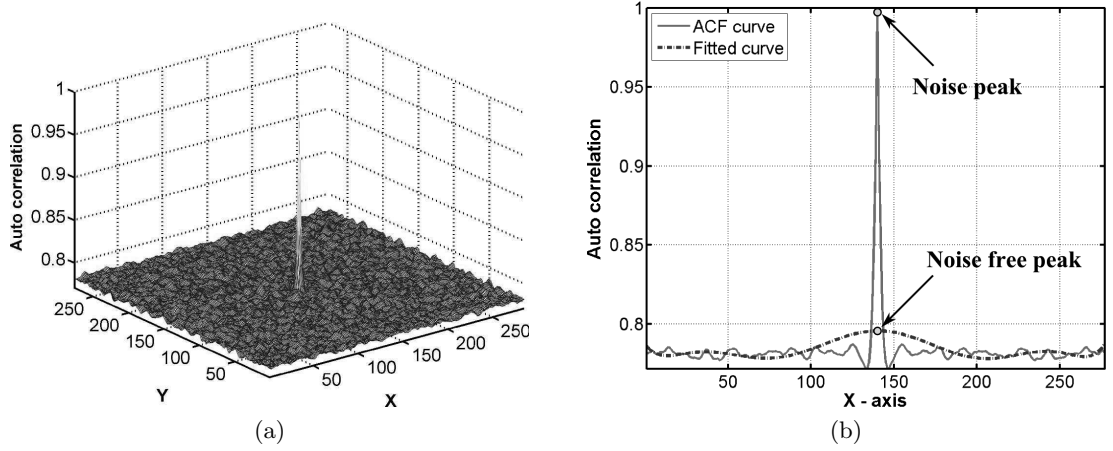 1
0.95
0.9
0.85
0.8
Auto correlation
250
200
150
100
50
Y
50
100
150
200
250
X
(a)
1
0.95
0.9
0.85
0.8
Auto correlation
ACF curve
Fitted curve
Noise peak
Noise free peak
50
100
150
200
250
X - axis
(b)